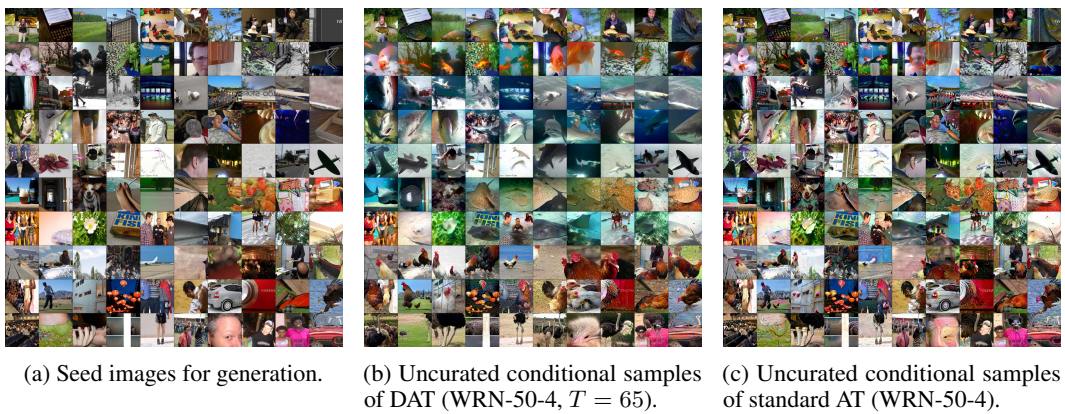 (a) Seed images for generation.
(b) Uncurated conditional samples
of DAT (WRN-50-4, T = 65).
(c) Uncurated conditional samples
of standard AT (WRN-50-4).